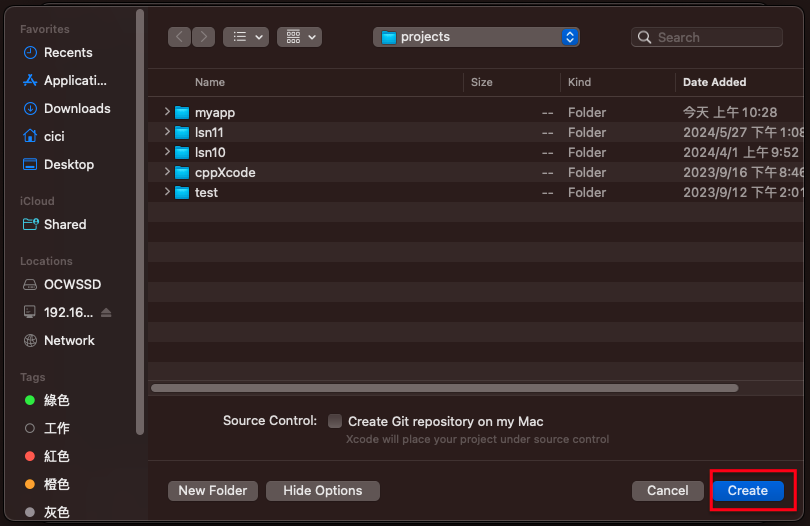 Favorites
Recents
Applicati...
Downloads
cici
Desktop
iCloud
Shared
Locations
OCWSSD
192.16...
Network
Tags
綠色
工作
紅色
橙色
灰色
projects
Search
Name Size Kind Date Added
myapp -- Folder 今天 上午10:28
lsn11 -- Folder 2024/5/27 下午1:08
lsn10 -- Folder 2024/4/1 上午9:52
cppXcode -- Folder 2023/9/16 下午8:46
test -- Folder 2023/9/12 下午2:01
Source Control: Create Git repository on my Mac
Xcode will place your project under source control
New Folder Hide Options Cancel Create